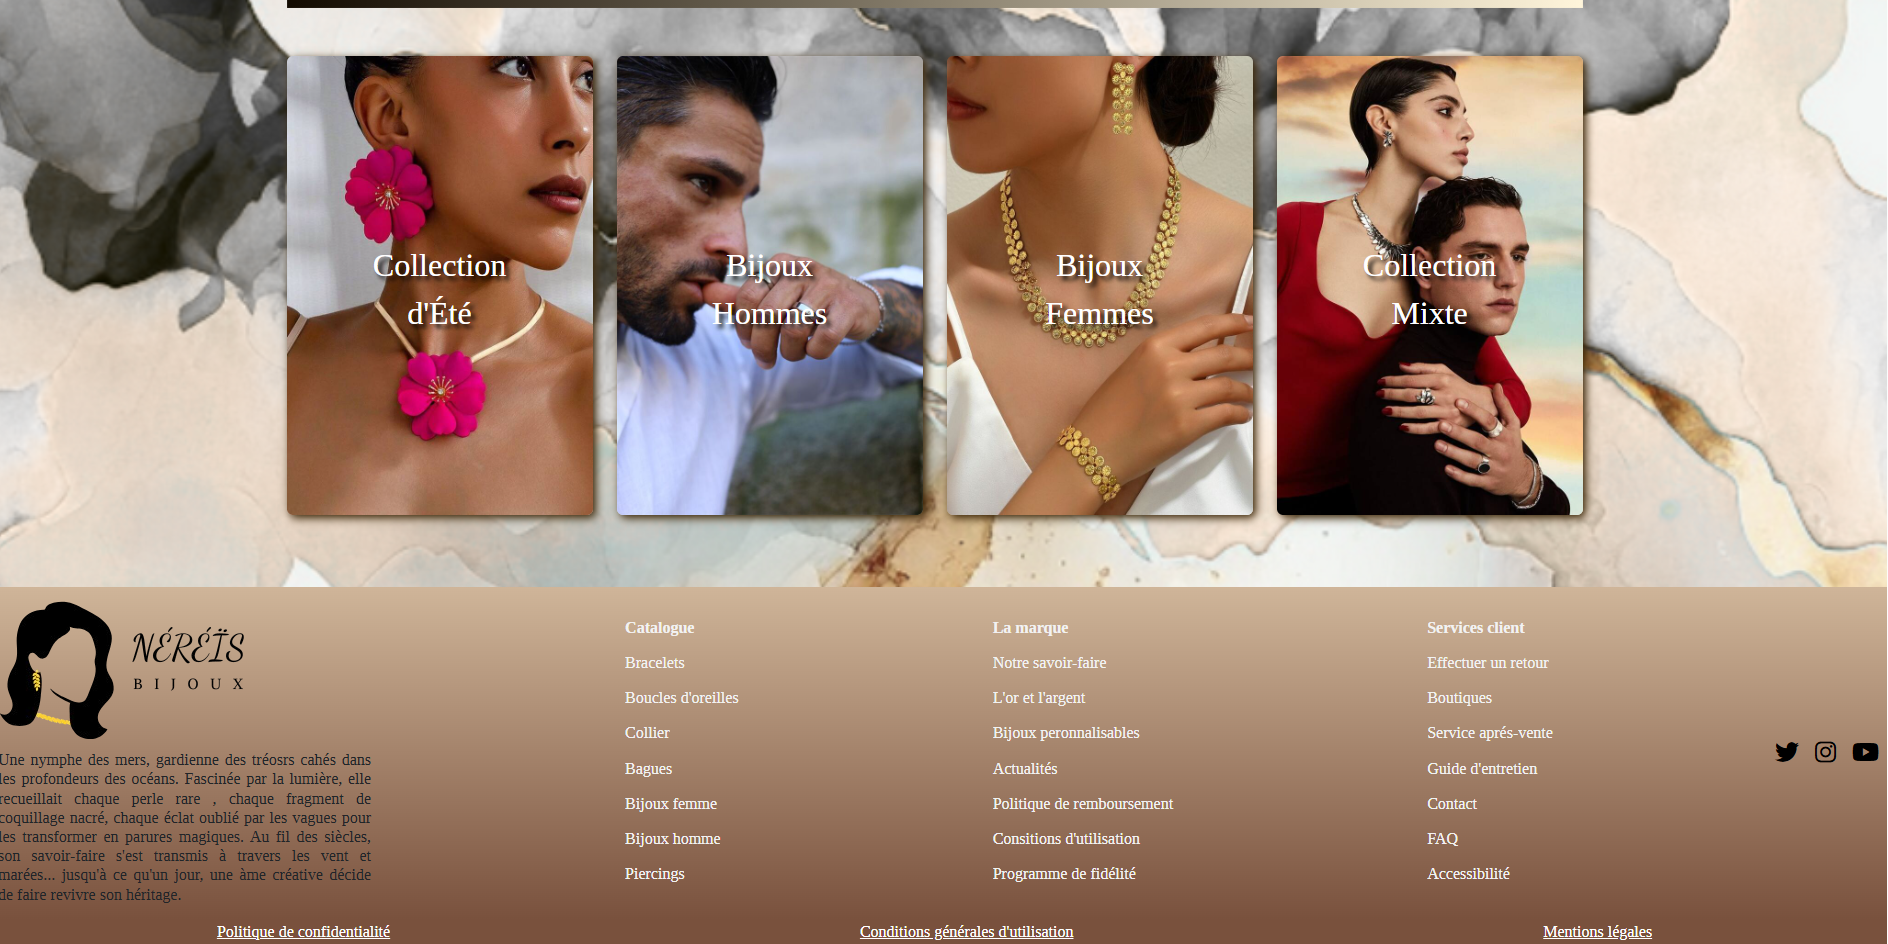 Collection
d'Été
Bijoux
Hommes
Bijoux
Femmes
Collection
Mixte
NÉRÉÏS
BIJOUX
Une nymphe des mers, gardienne des tréosrs cahés dans
les profondeurs des océans. Fascinée par la lumière, elle
recueillait chaque perle rare , chaque fragment de
coquillage nacré, chaque éclat oublié par les vagues pour
les transformer en parures magiques. Au fil des siècles,
son savoir-faire s'est transmis à travers les vent et
marées... jusqu'à ce qu'un jour, une àme créative décide
de faire revivre son héritage.
Catalogue
Bracelets
Boucles d'oreilles
Collier
Bagues
Bijoux femme
Bijoux homme
Piercings
La marque
Notre savoir-faire
L'or et l'argent
Bijoux peronnalisables
Actualités
Politique de remboursement
Consitions d'utilisation
Programme de fidélité
Services client
Effectuer un retour
Boutiques
Service aprés-vente
Guide d'entretien
Contact
FAQ
Accessibilité
Politique de confidentialité
Conditions générales d'utilisation
Mentions légales